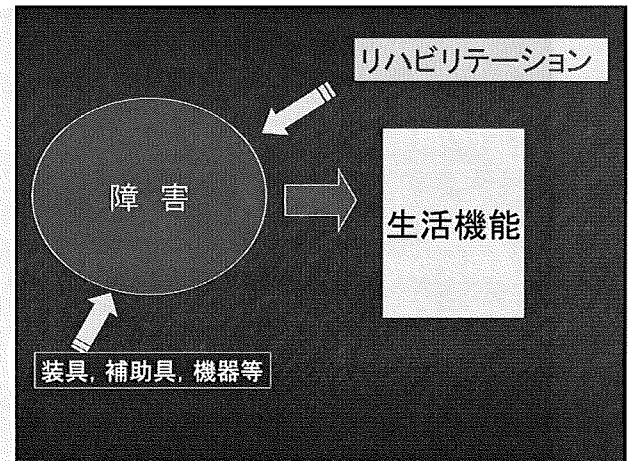 リハビリテーション
障 害
生活機能
装具, 補助具, 機器等